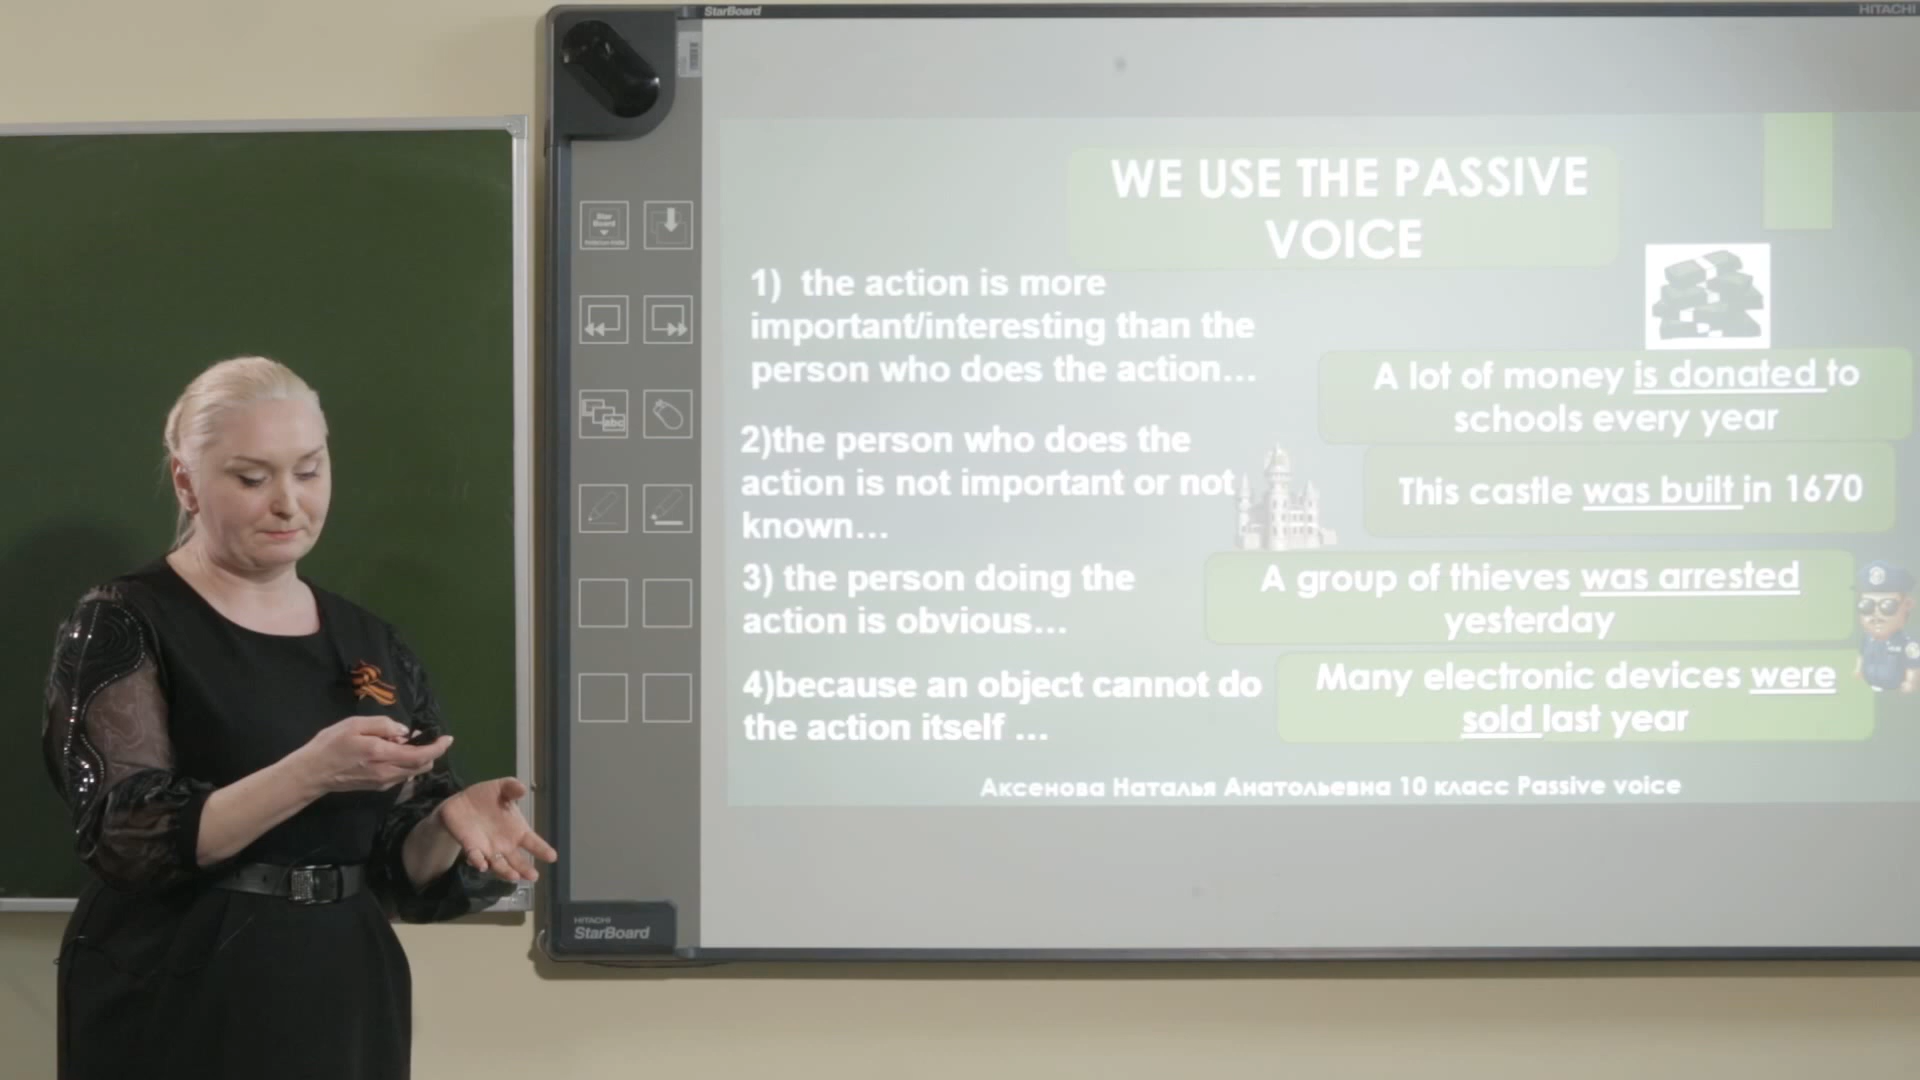 StarBoard
HITACHI
WE USE THE PASSIVE
VOICE
1) the action is more
important/interesting than the
person who does the action...
A lot of money is donated to
schools every year
2)the person who does the
action is not important or not
known...
This castle was built in 1670
3) the person doing the
action is obvious...
A group of thieves was arrested
yesterday
4)because an object cannot do
the action itself ...
Many electronic devices were
sold last year
Аксенова Наталья Анатольевна 10 класс Passive voice
Star
Board
abc
HITACHI
StarBoard